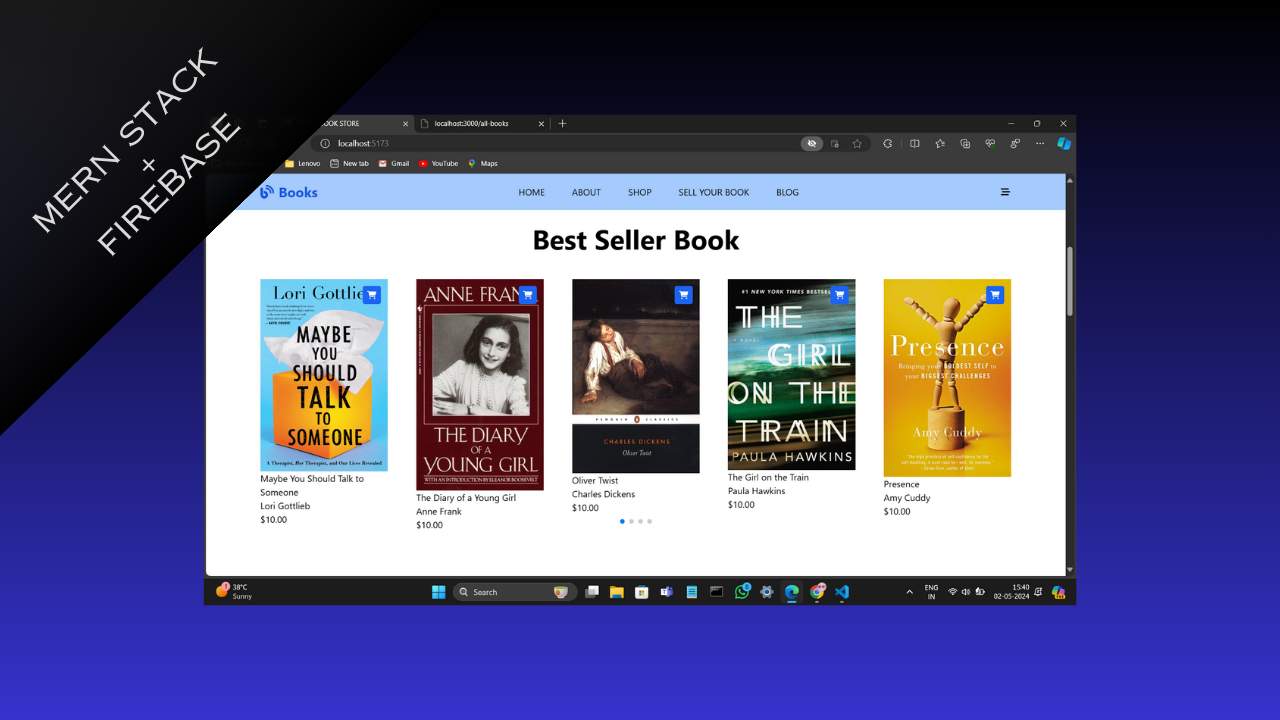 MERN STACK
+
FIREBASE
OOK STORE
localhost:3000/all-books
localhost:5173
Lenovo
New tab
Gmail
YouTube
Maps
Books
HOME
ABOUT
SHOP
SELL YOUR BOOK
BLOG
Best Seller Book
Lori Gottlie
MAYBE
YOU
SHOULD
TALK
TO
SOMEONE
A Therapist, Her Therapist, and Our Lives Revealed
Maybe You Should Talk to
Someone
Lori Gottlieb
$10.00
ANNE FRAN
THE DIARY
OF A
YOUNG GIRL
WITH AN INTRODUCTION BY ELEANOR ROOSEVELT
The Diary of a Young Girl
Anne Frank
$10.00
PENGUIN CLASSICS
CHARLES DICKENS
Oliver Twist
Oliver Twist
Charles Dickens
$10.00
#1 NEW YORK TIMES BESTSEL
THE
A NOVEL
GIRL
ON THE
TRAIN
PAULA HAWKINS
The Girl on the Train
Paula Hawkins
$10.00
Presence
Bringing your BOLDEST SELF to
your BIGGEST CHALLENGES
Amy Cuddy
Presence
Amy Cuddy
$10.00
1
38°C
Sunny
Search
ENG
IN
15:40
02-05-2024